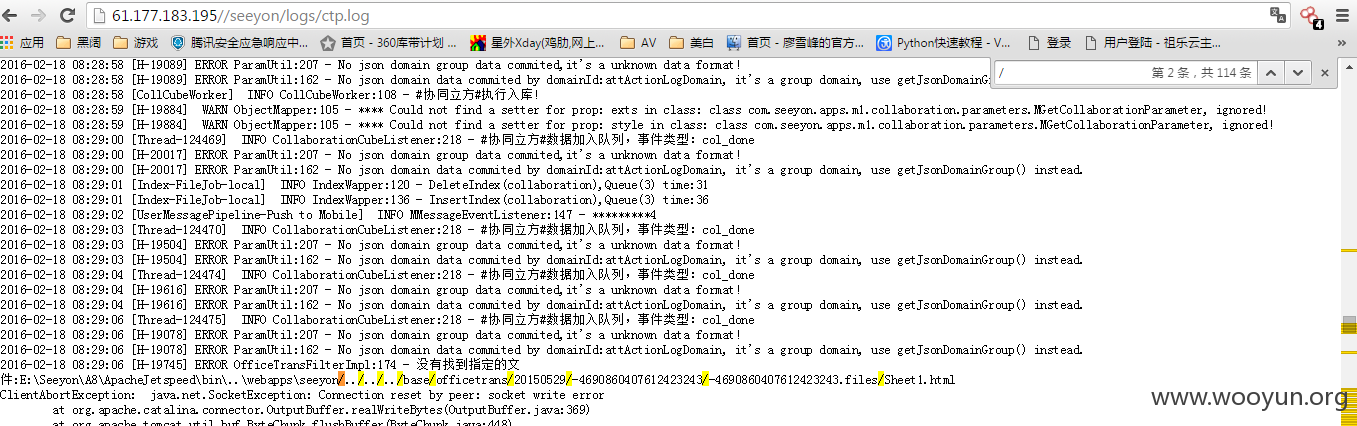 61.177.183.195//seeyon/logs/ctp.log
应用 黑阔 游戏 腾讯安全应急响应中... 首页 - 360库带计划 ... 星外Xday(鸡肋,网上... AV 美白 首页 - 廖雪峰的官方... Python快速教程 - V... 登录 用户登陆 - 祖乐云主...
/ 第 2 条，共 114 条
2016-02-18 08:28:58 [H-19089] ERROR ParamUtil:207 - No json domain group data commited,it's a unknown data format!
2016-02-18 08:28:58 [H-19089] ERROR ParamUtil:162 - No json domain data commited by domainId:attActionLogDomain, it's a group domain, use getJsonDomainG
2016-02-18 08:28:58 [CollCubeWorker]  INFO CollCubeWorker:108 - #协同立方#执行入库!
2016-02-18 08:28:59 [H-19884]  WARN ObjectMapper:105 - **** Could not find a setter for prop: exts in class: class com.seeyon.apps.m1.collaboration.parameters.MGetCollaborationParameter, ignored!
2016-02-18 08:28:59 [H-19884]  WARN ObjectMapper:105 - **** Could not find a setter for prop: style in class: class com.seeyon.apps.m1.collaboration.parameters.MGetCollaborationParameter, ignored!
2016-02-18 08:29:00 [Thread-124469]  INFO CollaborationCubeListener:218 - #协同立方#数据加入队列，事件类型：col_done
2016-02-18 08:29:00 [H-20017] ERROR ParamUtil:207 - No json domain group data commited,it's a unknown data format!
2016-02-18 08:29:00 [H-20017] ERROR ParamUtil:162 - No json domain data commited by domainId:attActionLogDomain, it's a group domain, use getJsonDomainGroup() instead.
2016-02-18 08:29:01 [Index-FileJob-local]  INFO IndexWapper:120 - DeleteIndex(collaboration),Queue(3) time:31
2016-02-18 08:29:01 [Index-FileJob-local]  INFO IndexWapper:136 - InsertIndex(collaboration),Queue(3) time:36
2016-02-18 08:29:02 [UserMessagePipeline-Push to Mobile]  INFO MMessageEventListener:147 - *********4
2016-02-18 08:29:03 [Thread-124470]  INFO CollaborationCubeListener:218 - #协同立方#数据加入队列，事件类型：col_done
2016-02-18 08:29:03 [H-19504] ERROR ParamUtil:207 - No json domain group data commited,it's a unknown data format!
2016-02-18 08:29:03 [H-19504] ERROR ParamUtil:162 - No json domain data commited by domainId:attActionLogDomain, it's a group domain, use getJsonDomainGroup() instead.
2016-02-18 08:29:04 [Thread-124474]  INFO CollaborationCubeListener:218 - #协同立方#数据加入队列，事件类型：col_done
2016-02-18 08:29:04 [H-19616] ERROR ParamUtil:207 - No json domain group data commited,it's a unknown data format!
2016-02-18 08:29:04 [H-19616] ERROR ParamUtil:162 - No json domain data commited by domainId:attActionLogDomain, it's a group domain, use getJsonDomainGroup() instead.
2016-02-18 08:29:06 [Thread-124475]  INFO CollaborationCubeListener:218 - #协同立方#数据加入队列，事件类型：col_done
2016-02-18 08:29:06 [H-19078] ERROR ParamUtil:207 - No json domain group data commited,it's a unknown data format!
2016-02-18 08:29:06 [H-19078] ERROR ParamUtil:162 - No json domain data commited by domainId:attActionLogDomain, it's a group domain, use getJsonDomainGroup() instead.
2016-02-18 08:29:06 [H-19745] ERROR OfficeTransFilterImpl:174 - 没有找到指定的文
件:E:\Seeyon\A8\ApacheJetspeed\bin\..\webapps\seeyon/../../../base/officetrans/20150529/-4690860407612423243/-4690860407612423243.files/Sheet1.html
ClientAbortException:  java.net.SocketException: Connection reset by peer: socket write error
at org.apache.catalina.connector.OutputBuffer.realWriteBytes(OutputBuffer.java:369)
at org.apache.tomcat.util.buf.ByteChunk.flushBuffer(ByteChunk.java:448)
www.wooyun.org